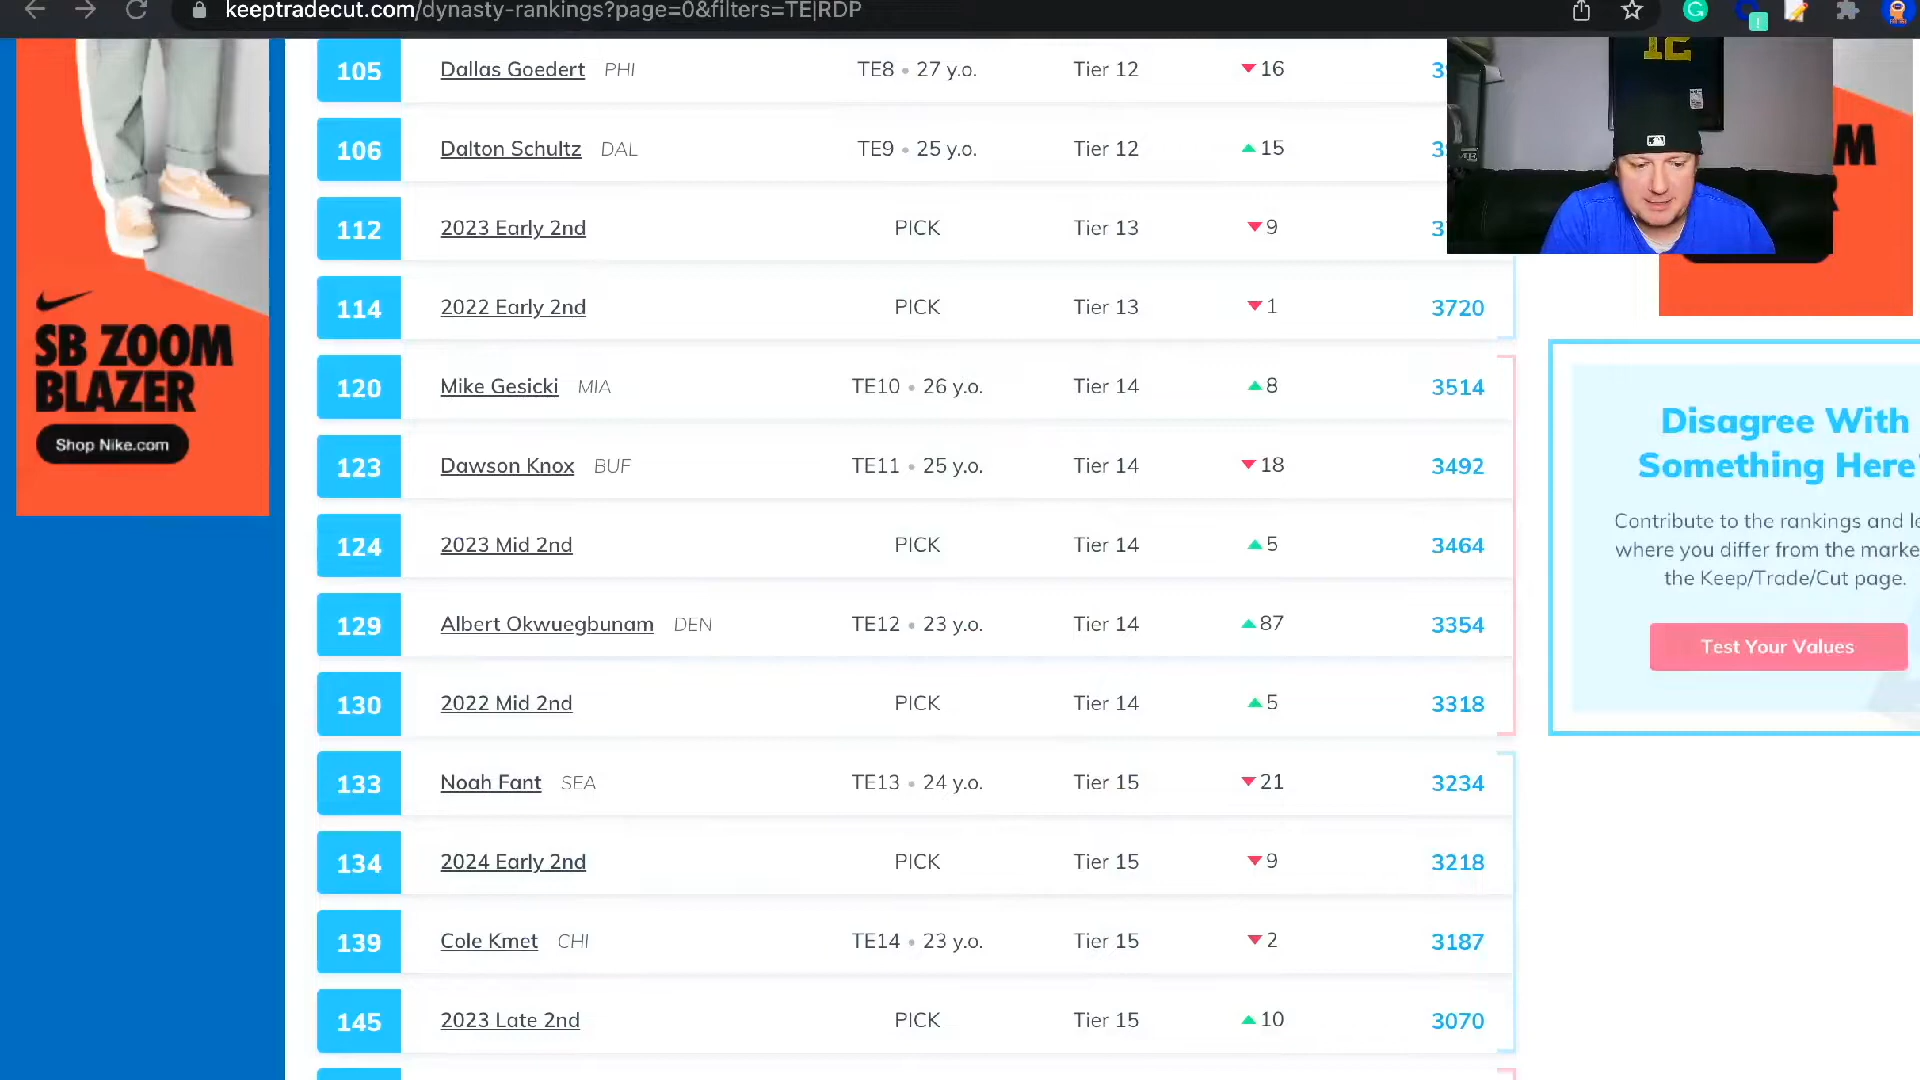 keeptradecut.com/dynasty-rankings?page=0&filters=TE|RDP
105 Dallas Goedert PHI TE8 • 27 y.o. Tier 12 16
106 Dalton Schultz DAL TE9 • 25 y.o. Tier 12 15
112 2023 Early 2nd PICK Tier 13 9
114 2022 Early 2nd PICK Tier 13 1 3720
120 Mike Gesicki MIA TE10 • 26 y.o. Tier 14 8 3514
123 Dawson Knox BUF TE11 • 25 y.o. Tier 14 18 3492
124 2023 Mid 2nd PICK Tier 14 5 3464
129 Albert Okwuegbunam DEN TE12 • 23 y.o. Tier 14 87 3354
130 2022 Mid 2nd PICK Tier 14 5 3318
133 Noah Fant SEA TE13 • 24 y.o. Tier 15 21 3234
134 2024 Early 2nd PICK Tier 15 9 3218
139 Cole Kmet CHI TE14 • 23 y.o. Tier 15 2 3187
145 2023 Late 2nd PICK Tier 15 10 3070
SB ZOOM
BLAZER
Shop Nike.com
12
Disagree With
Something Here?
Contribute to the rankings and
where you differ from the
the Keep/Trade/Cut page.
Test Your Values